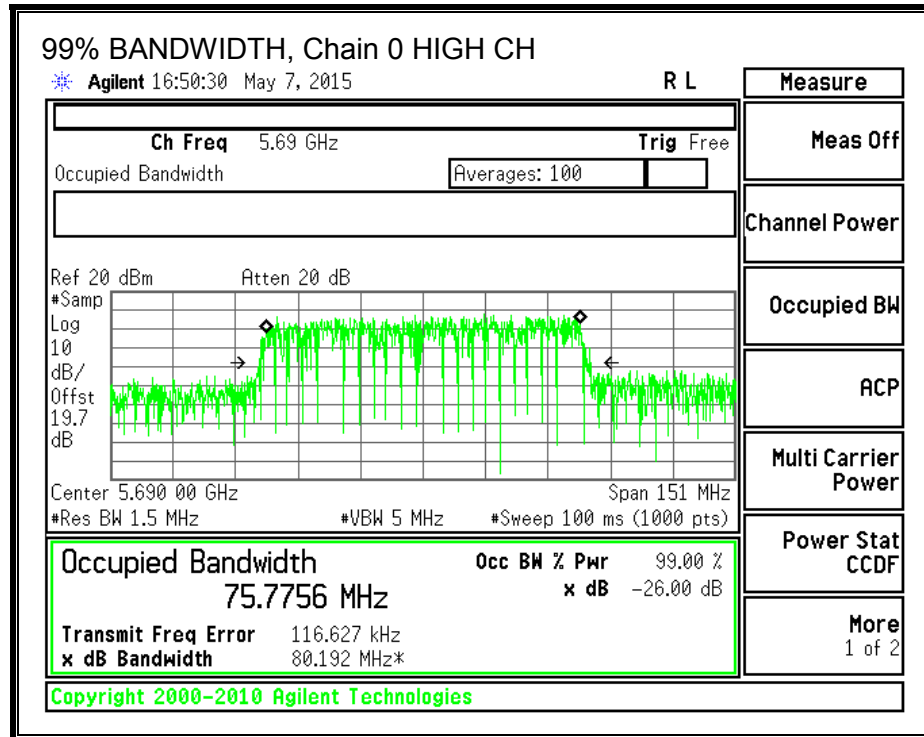 99% BANDWIDTH, Chain 0 HIGH CH
Agilent 16:50:30 May 7, 2015 R L
Measure
Ch Freq 5.69 GHz Trig Free
Meas Off
Occupied Bandwidth Averages: 100
Channel Power
Ref 20 dBm Atten 20 dB
#Samp
Log
10
dB/
Offst
19.7
dB
Occupied BW
ACP
Multi Carrier
Power
Center 5.690 00 GHz Span 151 MHz
#Res BW 1.5 MHz #VBW 5 MHz #Sweep 100 ms (1000 pts)
Power Stat
CCDF
Occupied Bandwidth Occ BW % Pwr 99.00 %
75.7756 MHz x dB -26.00 dB
Transmit Freq Error 116.627 kHz
x dB Bandwidth 80.192 MHz*
More
1 of 2
Copyright 2000-2010 Agilent Technologies